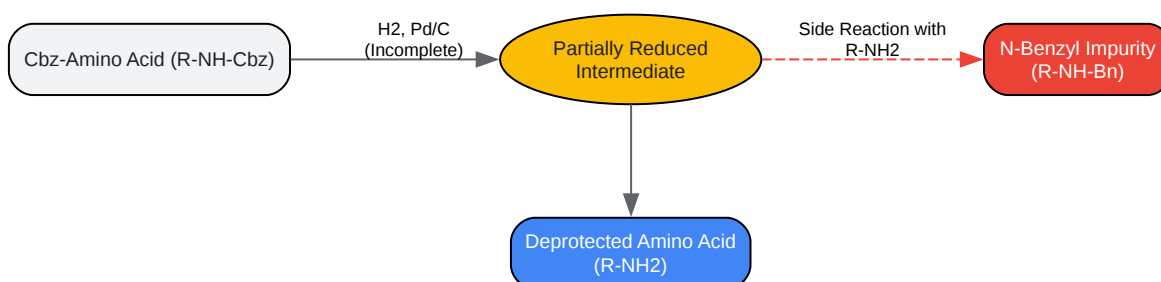 Cbz-Amino Acid (R-NH-Cbz)
H2, Pd/C
(Incomplete)
Partially Reduced
Intermediate
Side Reaction with
R-NH2
N-Benzyl Impurity
(R-NH-Bn)
Deprotected Amino Acid
(R-NH2)